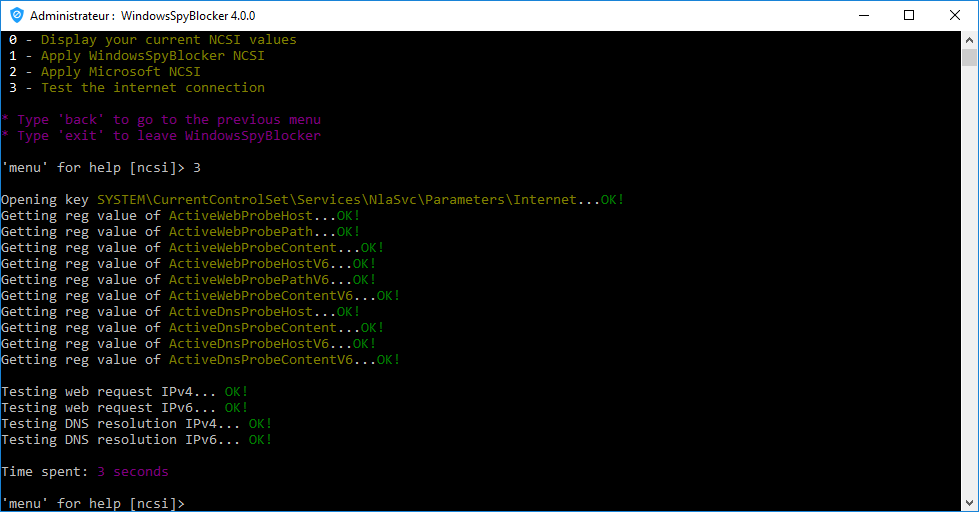 Administrateur : WindowsSpyBlocker 4.0.0
0 - Display your current NCSI values
1 - Apply WindowsSpyBlocker NCSI
2 - Apply Microsoft NCSI
3 - Test the internet connection
* Type 'back' to go to the previous menu
* Type 'exit' to leave WindowsSpyBlocker
'menu' for help [ncsi]> 3
Opening key SYSTEM\CurrentControlSet\Services\NlaSvc\Parameters\Internet...OK!
Getting reg value of ActiveWebProbeHost...OK!
Getting reg value of ActiveWebProbePath...OK!
Getting reg value of ActiveWebProbeContent...OK!
Getting reg value of ActiveWebProbeHostV6...OK!
Getting reg value of ActiveWebProbePathV6...OK!
Getting reg value of ActiveWebProbeContentV6...OK!
Getting reg value of ActiveDnsProbeHost...OK!
Getting reg value of ActiveDnsProbeContent...OK!
Getting reg value of ActiveDnsProbeHostV6...OK!
Getting reg value of ActiveDnsProbeContentV6...OK!
Testing web request IPv4... OK!
Testing web request IPv6... OK!
Testing DNS resolution IPv4... OK!
Testing DNS resolution IPv6... OK!
Time spent: 3 seconds
'menu' for help [ncsi]>